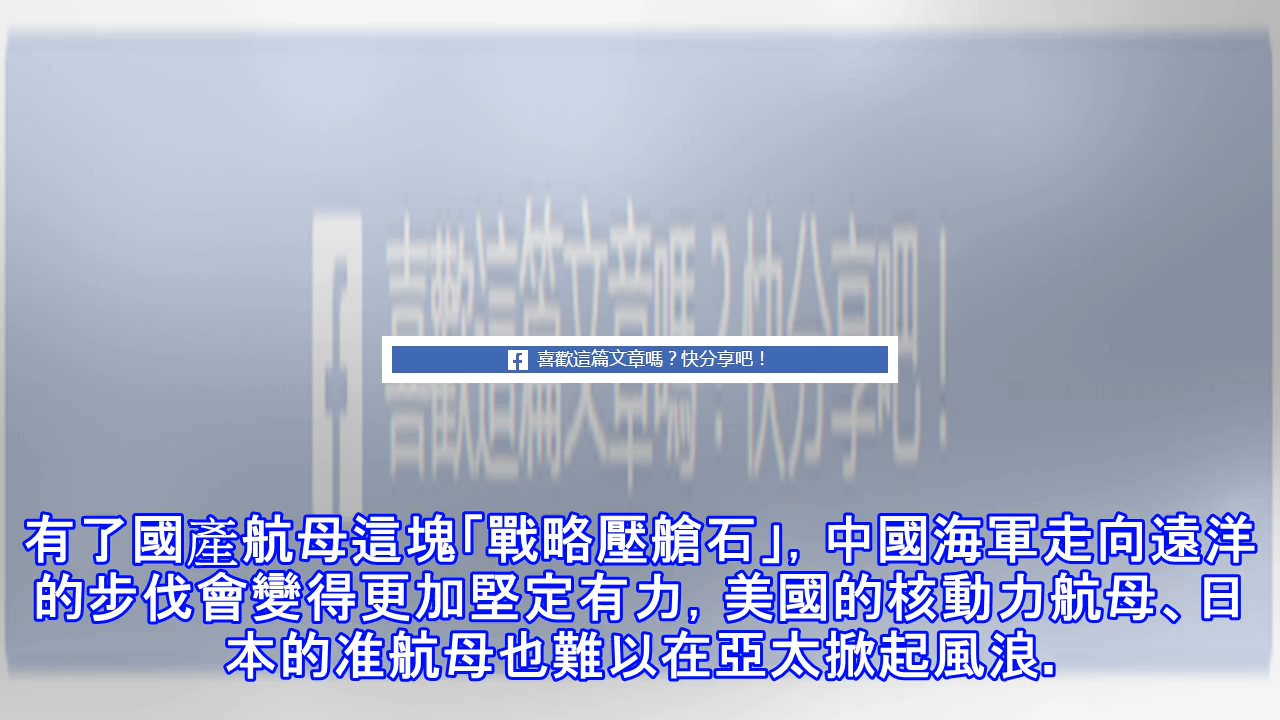 喜歡這篇文章嗎？快分享吧！
喜歡這篇文章嗎？快分享吧！
有了國產航母這塊「戰略壓艙石」，中國海軍走向遠洋
的步伐會變得更加堅定有力，美國的核動力航母、日
本的准航母也難以在亞太掀起風浪.